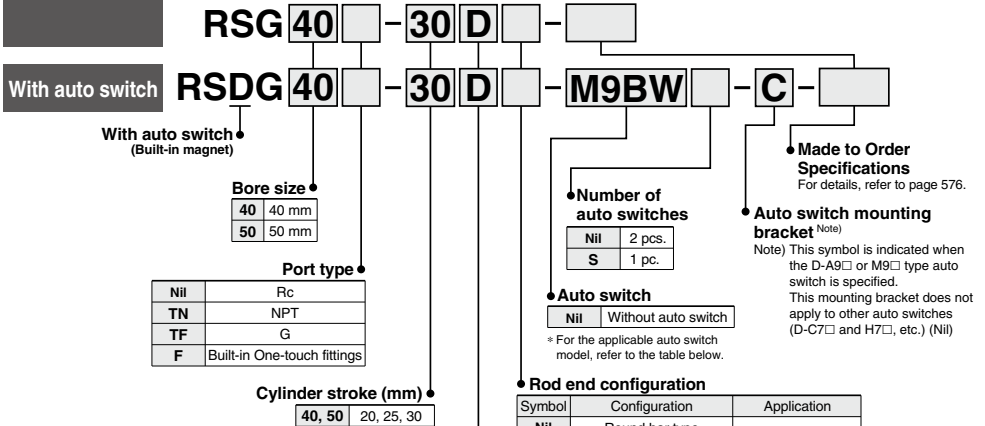 RSG 40 - 30 D -
With auto switch RSDG 40 - 30 D - M9BW - C -
With auto switch
(Built-in magnet)
Bore size
40 40 mm
50 50 mm
Port type
Nil Rc
TN NPT
TF G
F Built-in One-touch fittings
Cylinder stroke (mm)
40, 50 20, 25, 30
Number of
auto switches
Nil 2 pcs.
S 1 pc.
Auto switch
Nil Without auto switch
* For the applicable auto switch
model, refer to the table below.
Rod end configuration
Symbol Configuration Application
Nil Round bar type
Made to Order
Specifications
For details, refer to page 576.
Auto switch mounting
bracket Note)
Note) This symbol is indicated when
the D-A9□ or M9□ type auto
switch is specified.
This mounting bracket does not
apply to other auto switches
(D-C7□ and H7□, etc.) (Nil)